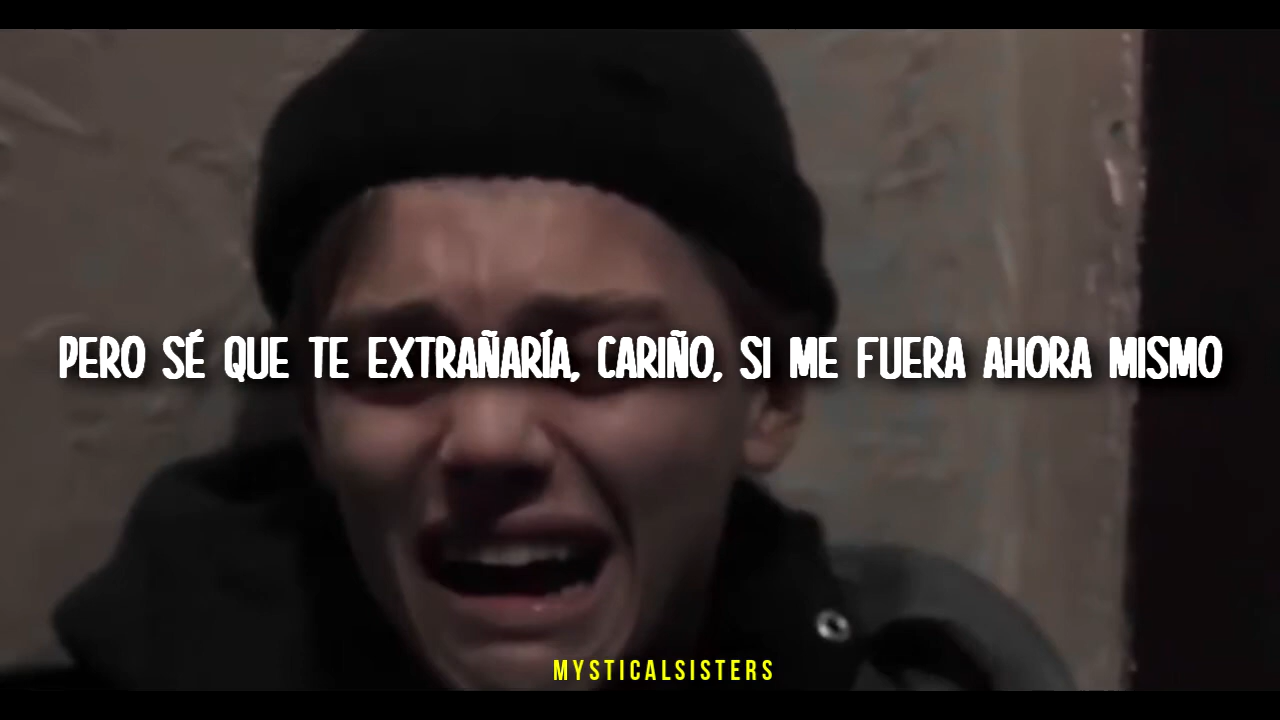 PERO SÉ QUE TE EXTRAÑARÍA, CARIÑO, SI ME FUERA AHORA MISMO
MYSTICALSISTERS